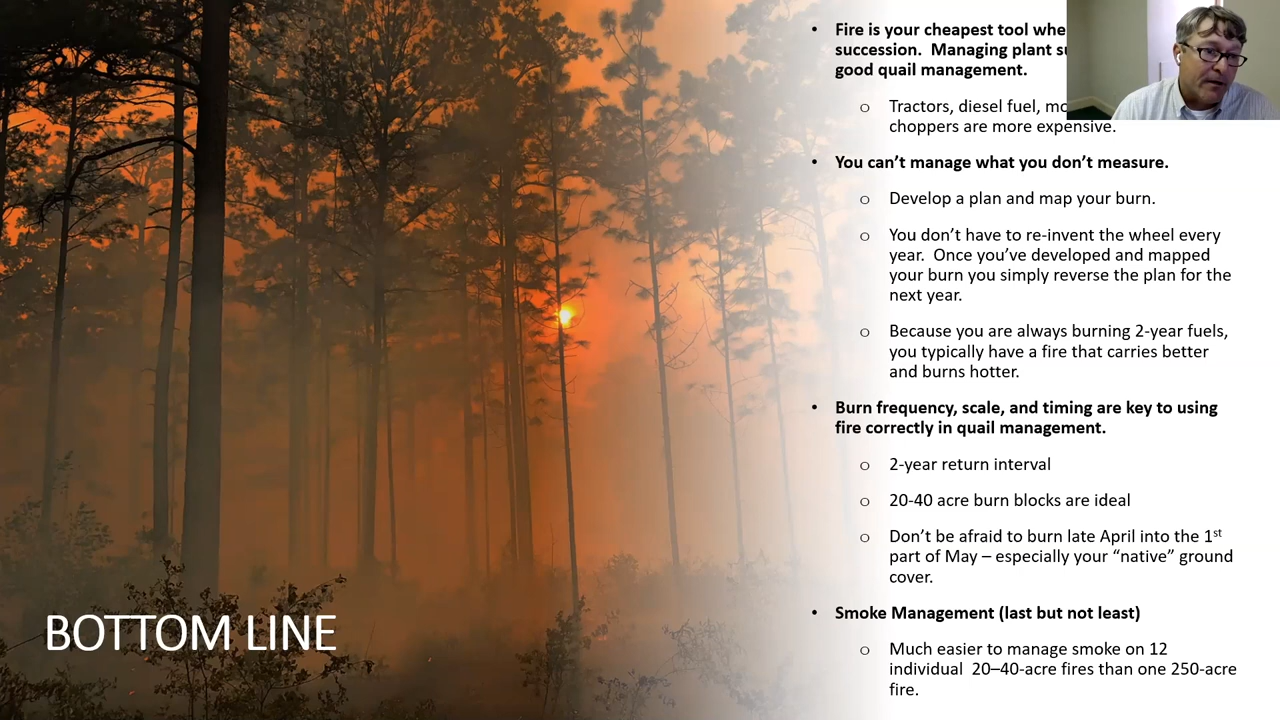 Fire is your cheapest tool
succession. Managing plant
good quail management.
Tractors, diesel fuel,
choppers are more expensive.
You can’t manage what you don’t measure.
Develop a plan and map your burn.
You don’t have to re-invent the wheel every
year. Once you’ve developed and mapped
your burn you simply reverse the plan for the
next year.
Because you are always burning 2-year fuels,
you typically have a fire that carries better
and burns hotter.
Burn frequency, scale, and timing are key to using
fire correctly in quail management.
2-year return interval
20-40 acre burn blocks are ideal
Don’t be afraid to burn late April into the 1st
part of May – especially your “native” ground
cover.
Smoke Management (last but not least)
Much easier to manage smoke on 12
individual 20–40-acre fires than one 250-acre
fire.
BOTTOM LINE